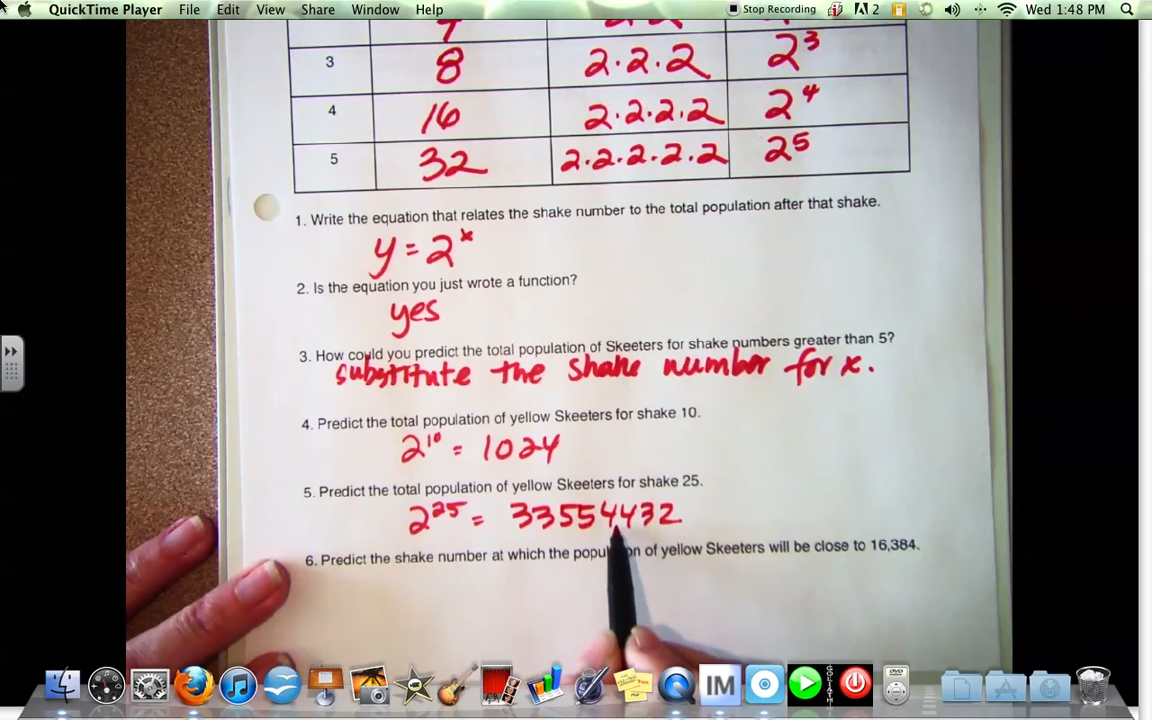 QuickTime Player File Edit View Share Window Help Stop Recording 2 Wed 1:48 PM
3 8 2·2·2 2³
4 16 2·2·2·2 2⁴
5 32 2·2·2·2·2 2⁵
1. Write the equation that relates the shake number to the total population after that shake.
y = 2ˣ
2. Is the equation you just wrote a function?
yes
3. How could you predict the total population of Skeeters for shake numbers greater than 5?
substitute the shake number for x.
4. Predict the total population of yellow Skeeters for shake 10.
2¹⁰ = 1024
5. Predict the total population of yellow Skeeters for shake 25.
2²⁵ = 33554432
6. Predict the shake number at which the of yellow Skeeters will be close to 16,384.
IM